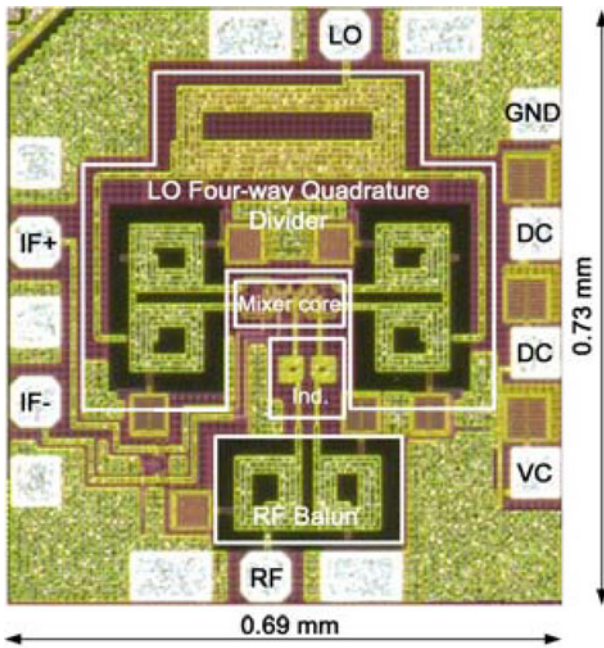 LO
GND
LO Four-way Quadrature
Divider
IF+
DC
Mixer core
0.73 mm
DC
Ind.
IF-
VC
RF Balun
RF
0.69 mm